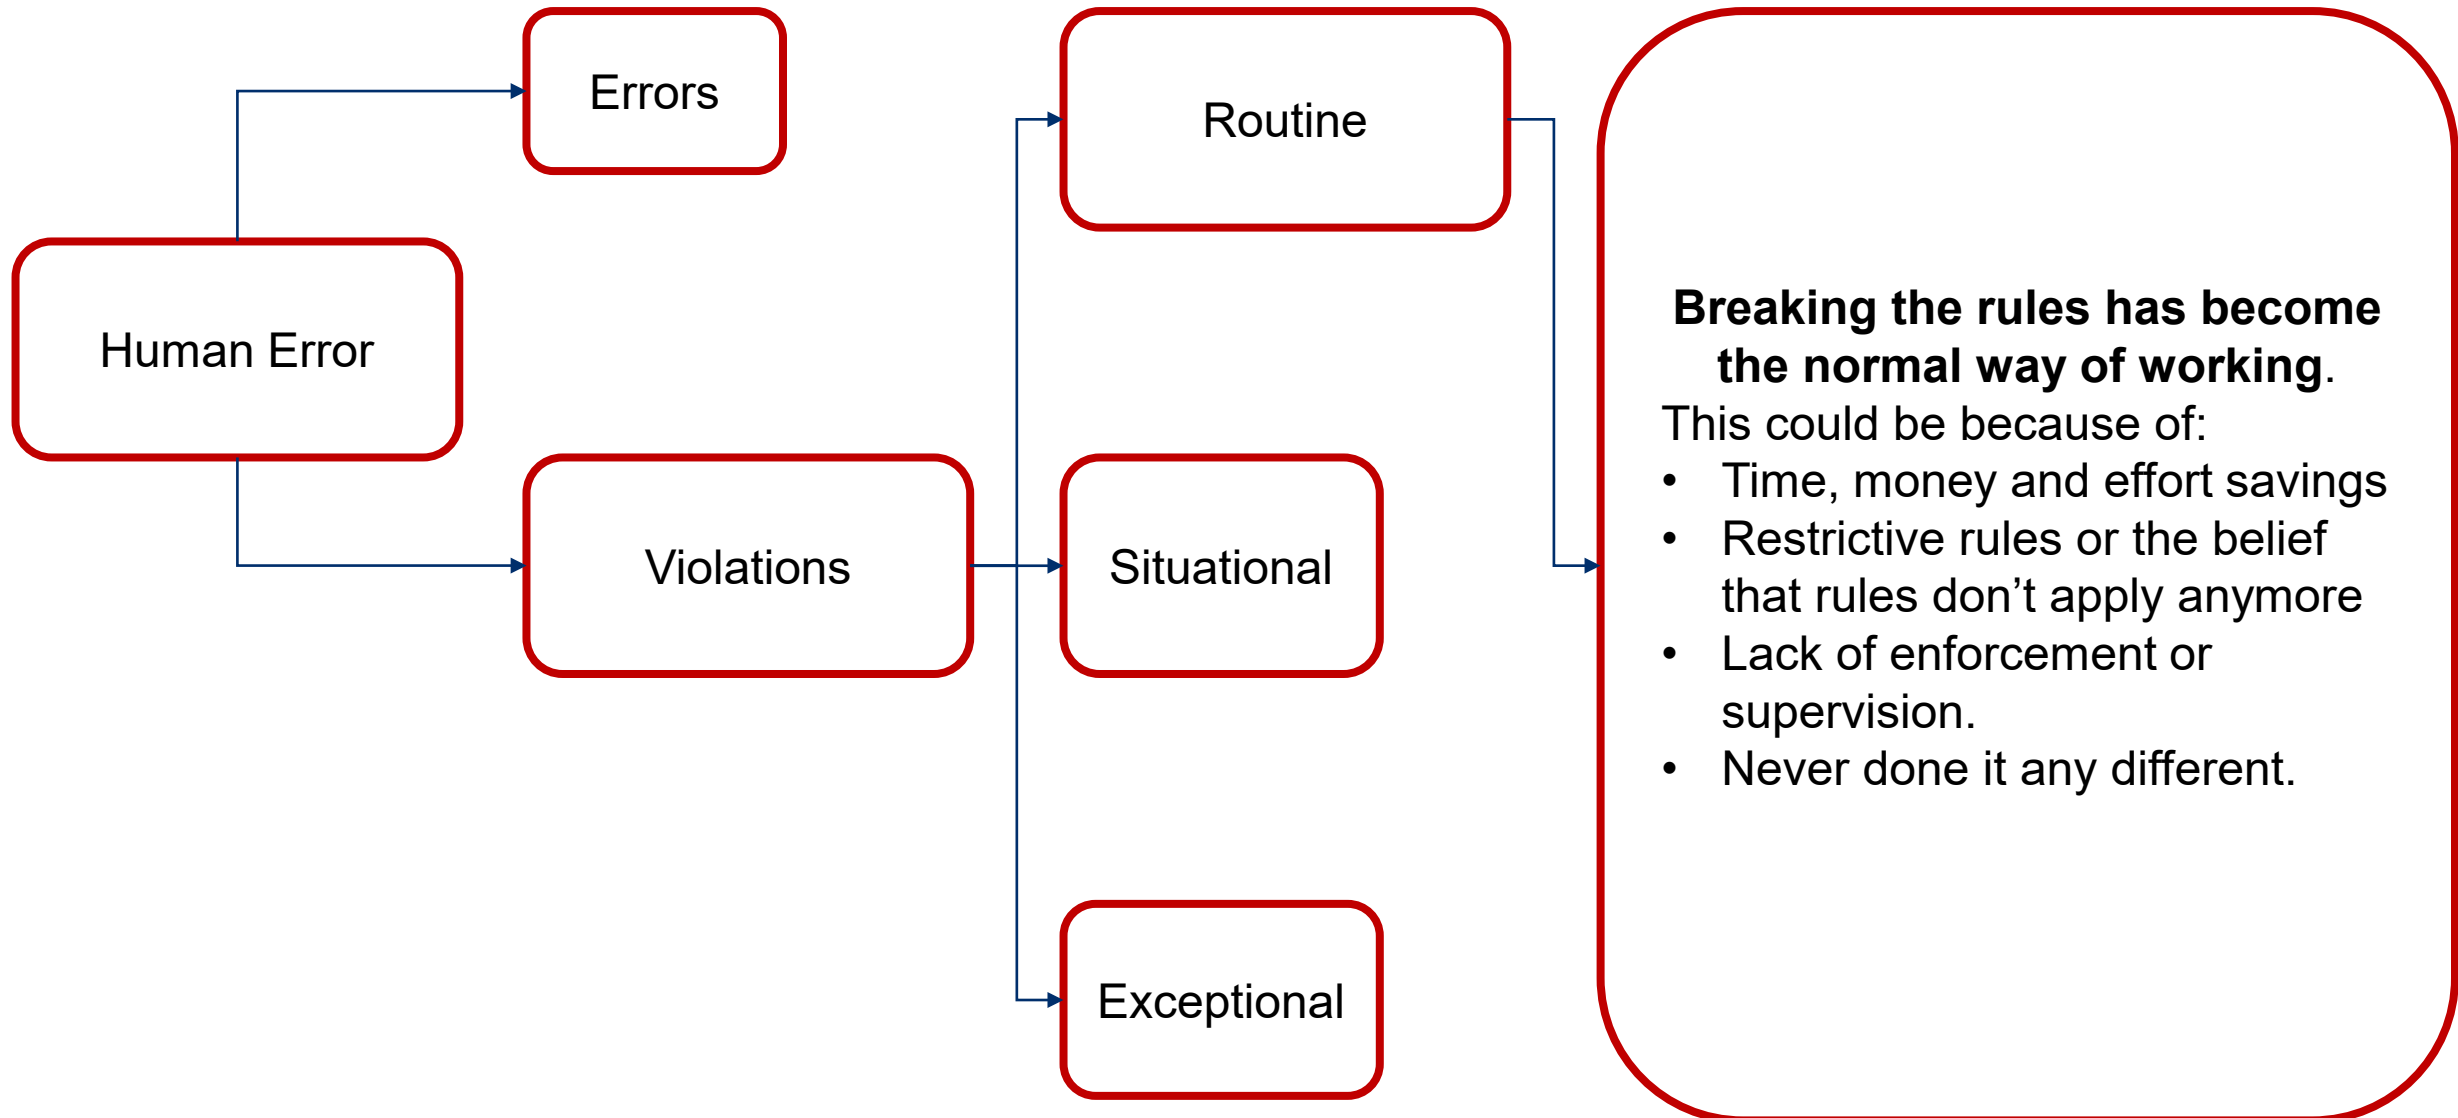 Errors
Routine
Human Error
Violations
Situational
Exceptional
Breaking the rules has become
the normal way of working.
This could be because of:
• Time, money and effort savings
• Restrictive rules or the belief
that rules don’t apply anymore
• Lack of enforcement or
supervision.
• Never done it any different.